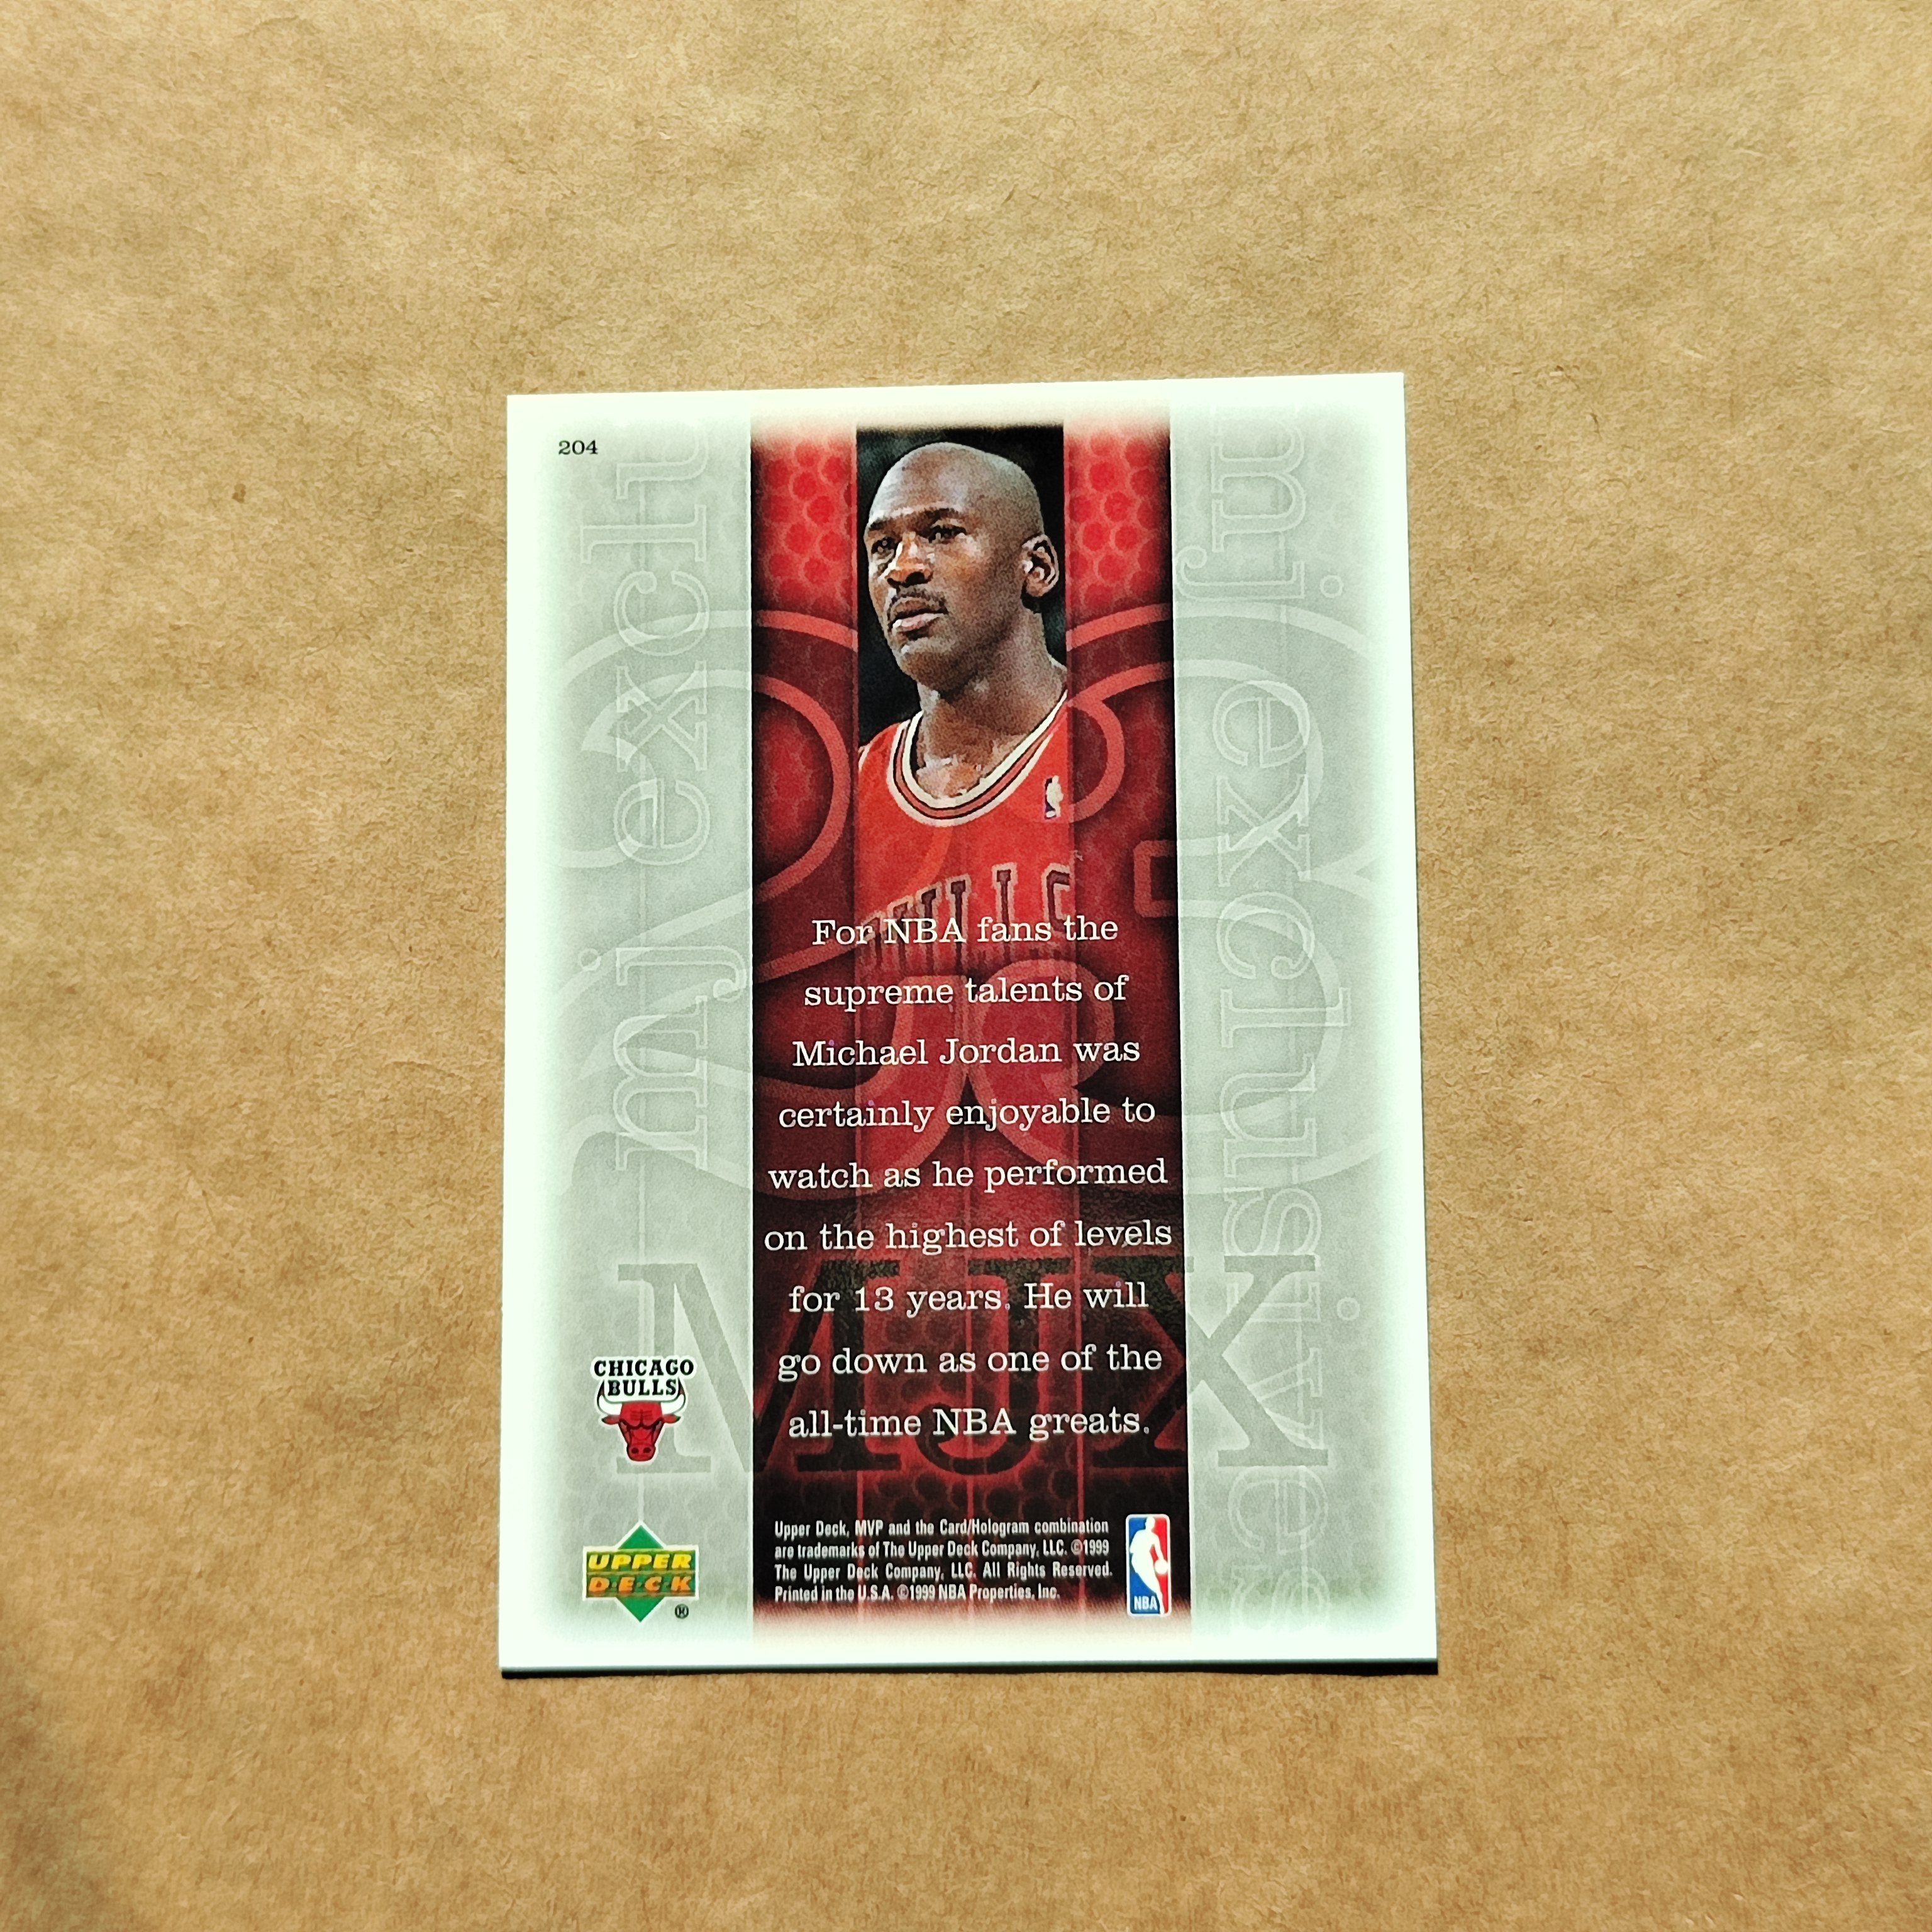 204
mj exclu
mj exclusives
BULLS
For NBA fans the
supreme talents of
Michael Jordan was
certainly enjoyable to
watch as he performed
on the highest of levels
for 13 years. He will
go down as one of the
all-time NBA greats.
MJX
CHICAGO
BULLS
UPPER
DECK
®
Upper Deck, MVP and the Card/Hologram combination
are trademarks of The Upper Deck Company, LLC. ©1999
The Upper Deck Company, LLC. All Rights Reserved.
Printed in the U.S.A. ©1999 NBA Properties, Inc.
NBA